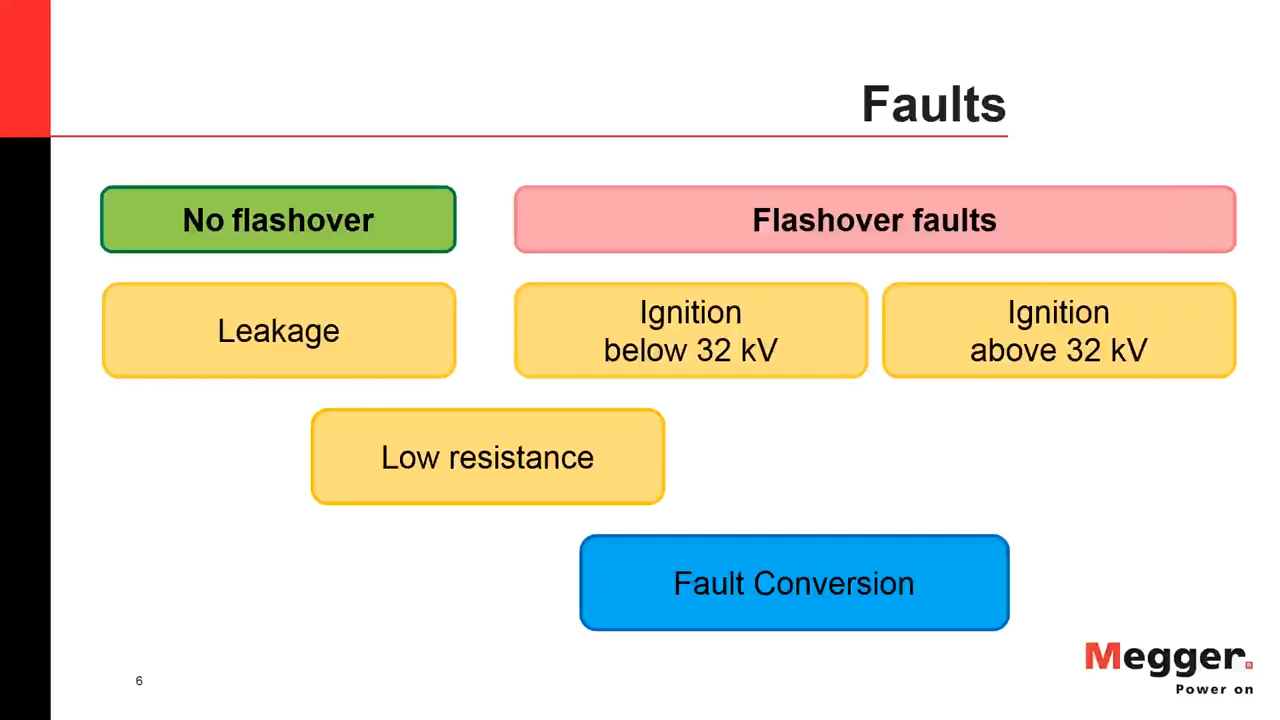 Faults
No flashover
Flashover faults
Leakage
Ignition
below 32 kV
Ignition
above 32 kV
Low resistance
Fault Conversion
6
Megger®
Power on